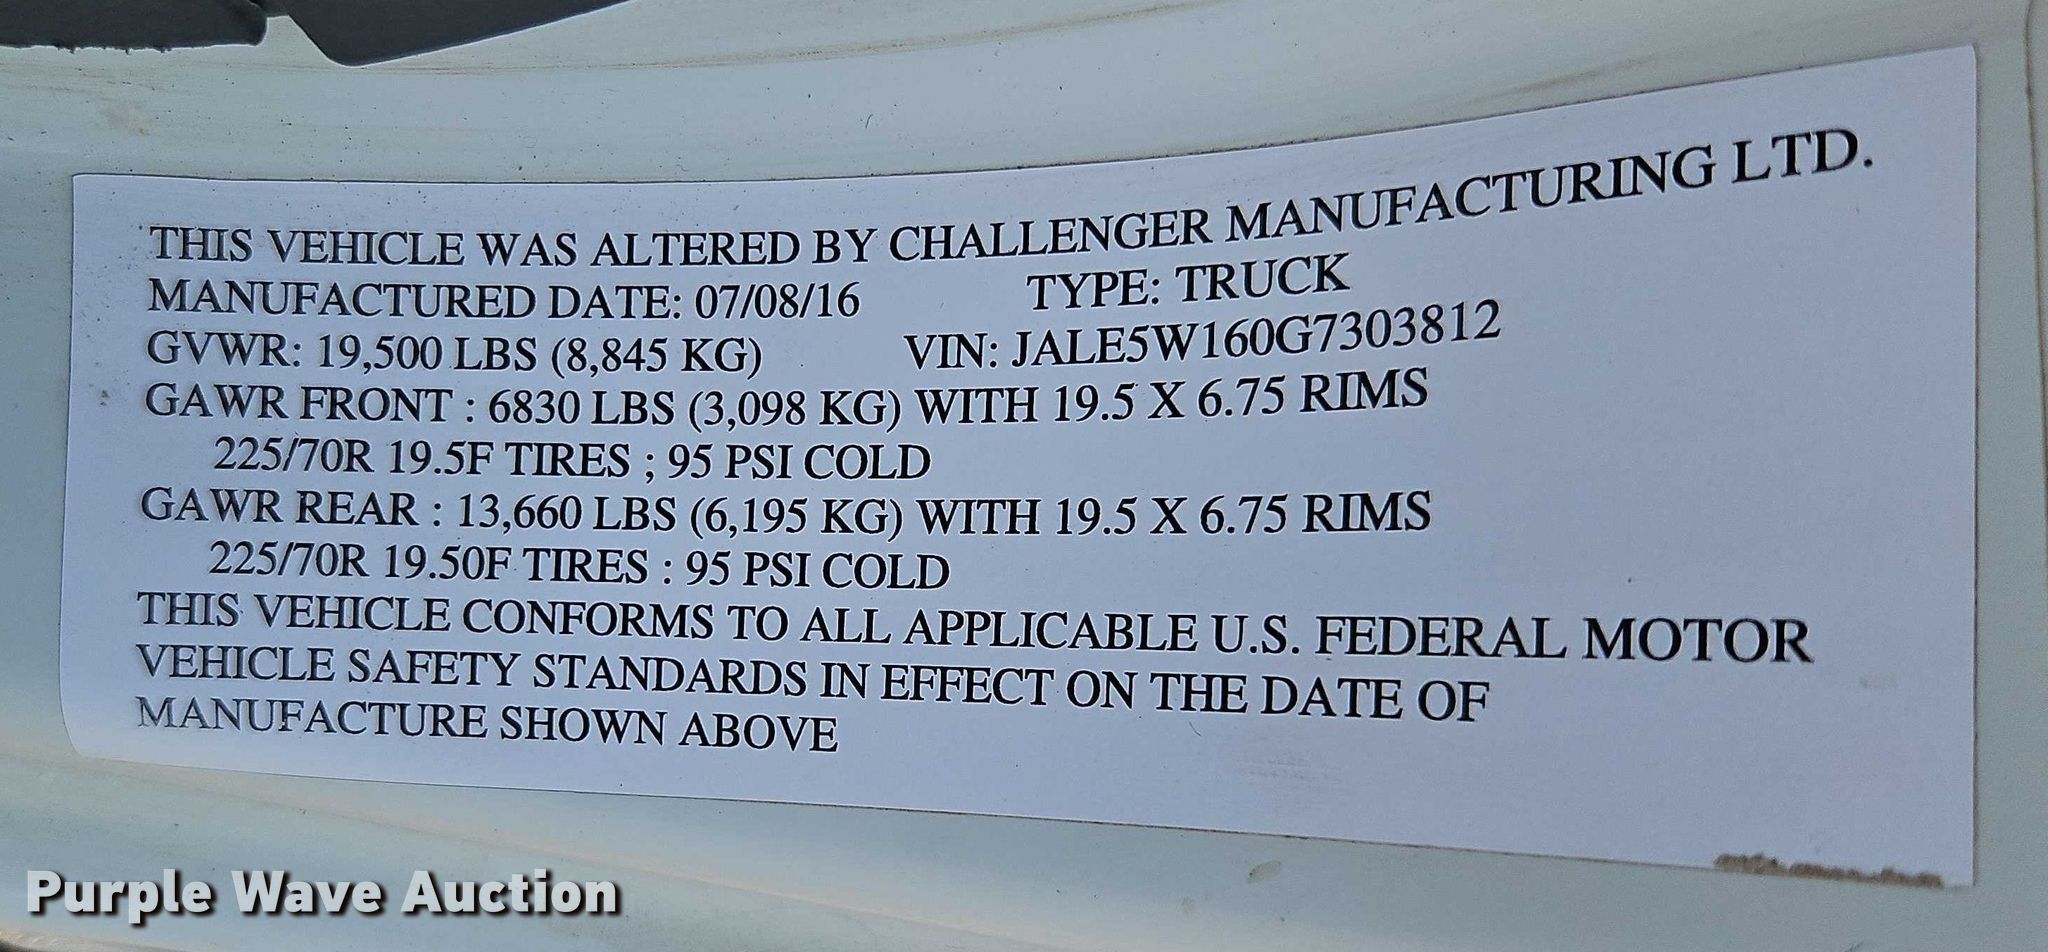 THIS VEHICLE WAS ALTERED BY CHALLENGER MANUFACTURING LTD.
MANUFACTURED DATE: 07/08/16 TYPE: TRUCK
GVWR: 19,500 LBS (8,845 KG) VIN: JALE5W160G7303812
GAWR FRONT : 6830 LBS (3,098 KG) WITH 19.5 X 6.75 RIMS
225/70R 19.5F TIRES ; 95 PSI COLD
GAWR REAR : 13,660 LBS (6,195 KG) WITH 19.5 X 6.75 RIMS
225/70R 19.50F TIRES : 95 PSI COLD
THIS VEHICLE CONFORMS TO ALL APPLICABLE U.S. FEDERAL MOTOR
VEHICLE SAFETY STANDARDS IN EFFECT ON THE DATE OF
MANUFACTURE SHOWN ABOVE
Purple Wave Auction